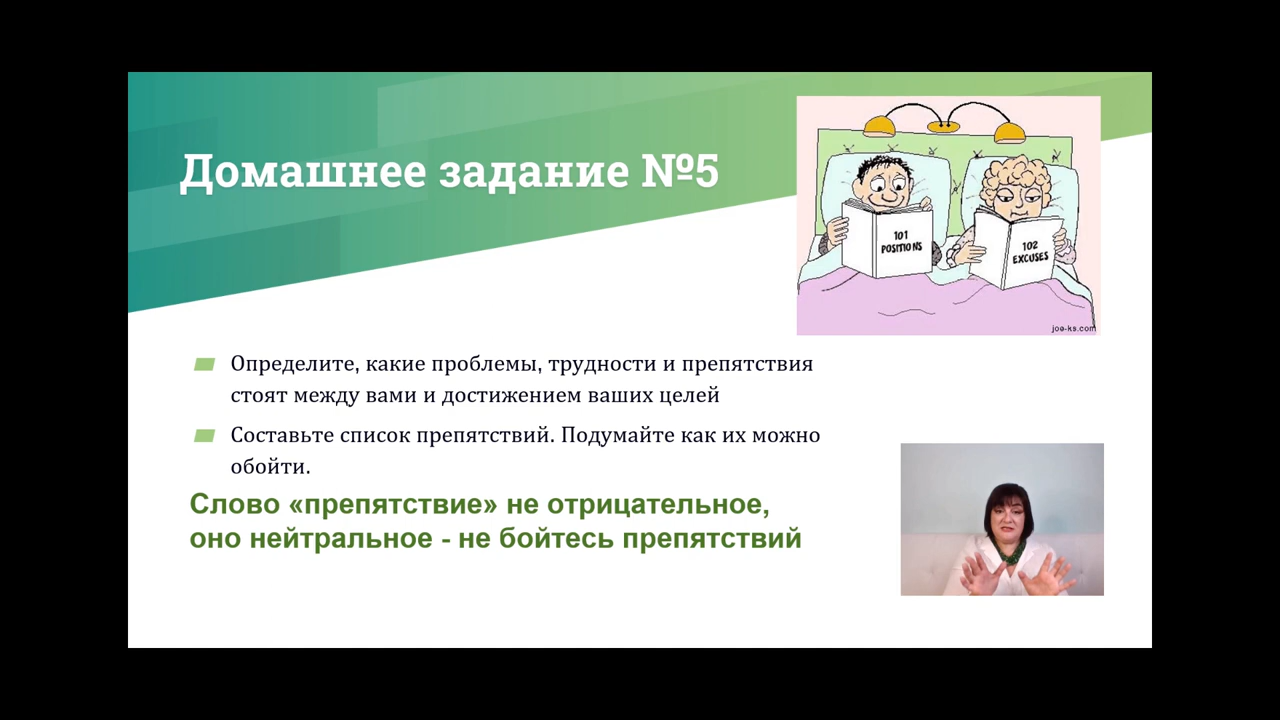 Домашнее задание №5
101
POSITIONS
102
EXCUSES
joe-ks.com
Определите, какие проблемы, трудности и препятствия
стоят между вами и достижением ваших целей
Составьте список препятствий. Подумайте как их можно
обойти.
Слово «препятствие» не отрицательное,
оно нейтральное - не бойтесь препятствий